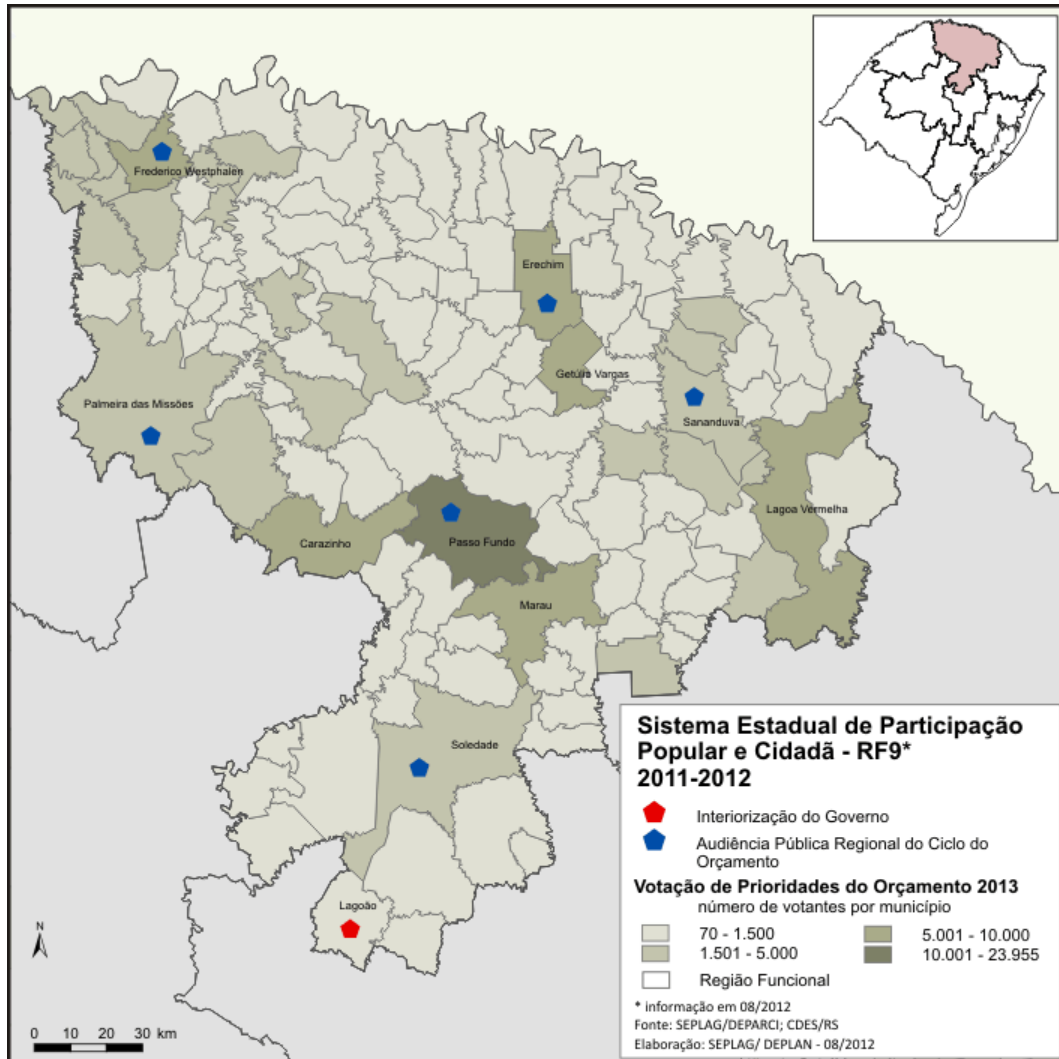 Frederico Westphalen
Erechim
Getúlio Vargas
Palmeira das Missões
Sananduva
Lagoa Vermelha
Carazinho
Passo Fundo
Marau
Soledade
Lagoão
N
0 10 20 30 km
Sistema Estadual de Participação
Popular e Cidadã - RF9*
2011-2012
Interiorização do Governo
Audiência Pública Regional do Ciclo do
Orçamento
Votação de Prioridades do Orçamento 2013
número de votantes por município
70 - 1.500
5.001 - 10.000
1.501 - 5.000
10.001 - 23.955
Região Funcional
* informação em 08/2012
Fonte: SEPLAG/DEPARCI; CDES/RS
Elaboração: SEPLAG/ DEPLAN - 08/2012